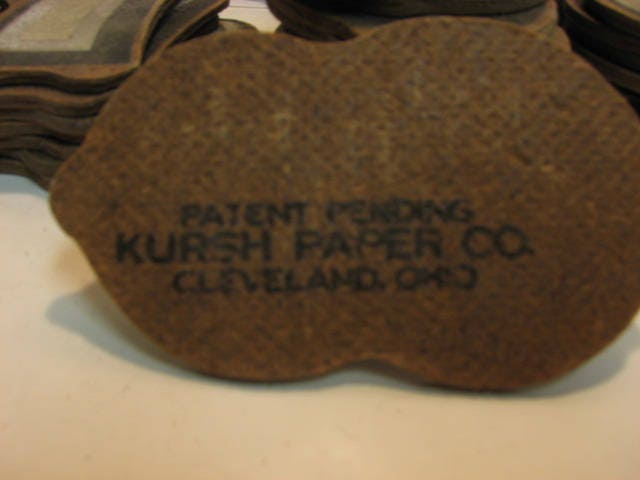 PATENT PENDING
KURSH PAPER CO.
CLEVELAND, OHIO